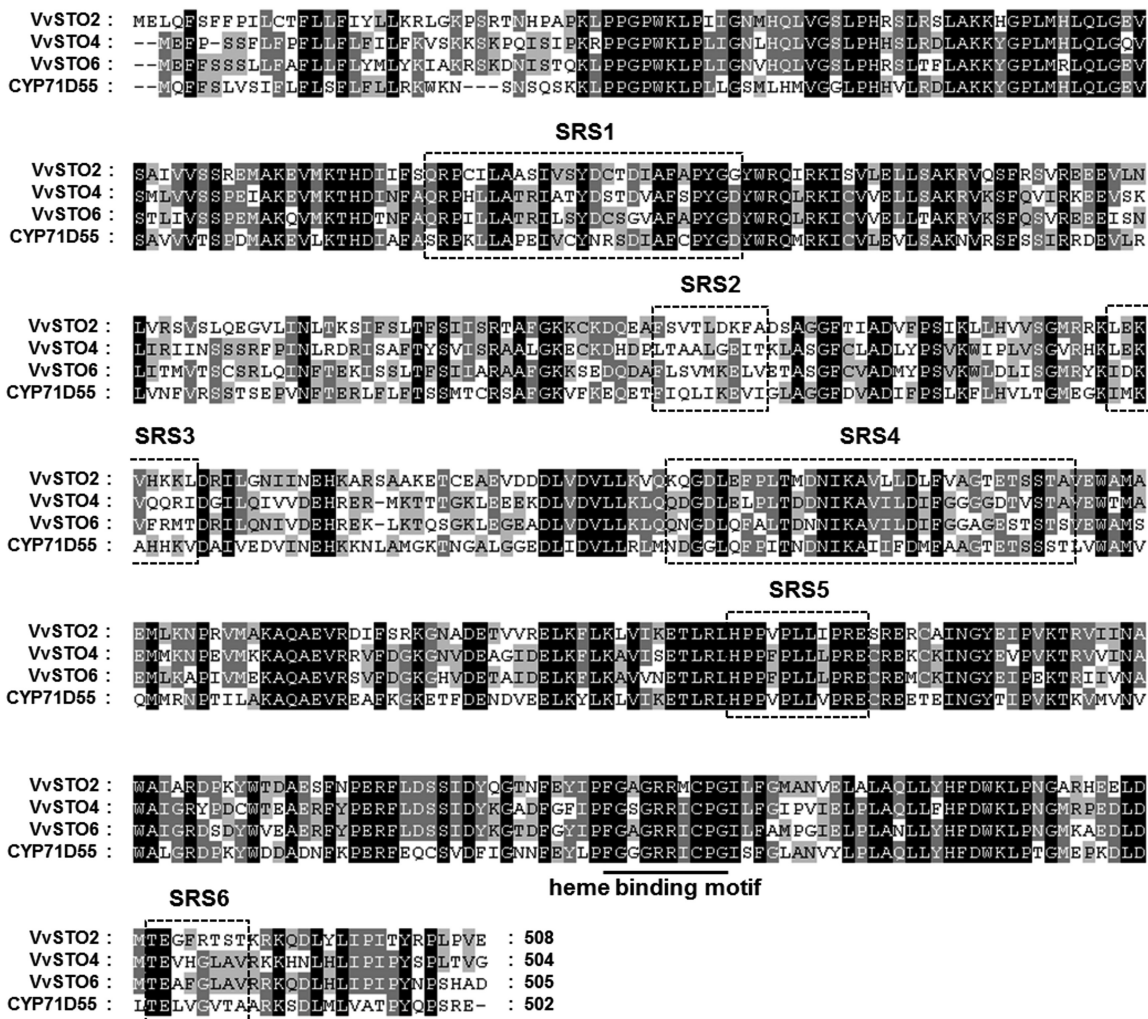 VvSTO2 : MELQFSFFPILCTFLLFIYLLKRLGKPSRTNHPAPKLPPGPWKLPIIGNMHQLVGSLPHRSLRSLAKKHGPLMHLQLGEV
VvSTO4 : --MEFP-SSFLFPFLLFLFILFKVSKKSKPQISIPKRPPGPWKLPLIGNLHQLVGSLPHHSLRDLAKKYGPLMHLQLGQV
VvSTO6 : --MEFFSSSLLFAFLLFLYMLYKIAKRSKDNISTQKLPPGPWKLPLIGNVHQLVGSLPHRSLTFLAKKYGPLMRLQLGEV
CYP71D55 : --MQFFSLVSIFLFLSFLFLLRKWKN---SNSQSKKLPPGPWKLPLLGSMLHMVGGLPHHVLRDLAKKYGPLMHLQLGEV
SRS1
VvSTO2 : SAIVVSSREMAKEVMKTHDIIFSQRPCILAASIVSYDCTDIAFAPYGGYWRQIRKISVLELLSAKRVQSFRSVREEEVLN
VvSTO4 : SMLVVSSPEIAKEVMKTHDINFAQRPHLLATRIATYDSTDVAFSPYGDYWRQLRKICVVELLSAKRVKSFQVIRKEEVSK
VvSTO6 : STLIVSSPEMAKQVMKTHDTNFAQRPILLATRILSYDCSGVAFAPYGDYWRQLRKICVVELLTAKRVKSFQSVREEEISN
CYP71D55 : SAVVVTSPDMAKEVLKTHDIAFASRPKLLAPEIVCYNRSDIAFCPYGDYWRQMRKICVLEVLSAKNVRSFSSIRRDEVLR
SRS2
VvSTO2 : LVRSVSLQEGVLINLTKSIFSLTFSIISRTAFGKKCKDQEAFSVTLDKFADSAGGFTIADVFPSIKLLHVVSGMRRKLEK
VvSTO4 : LIRIINSSSRFPINLRDRISAFTYSVISRAALGKECKDHDPLTAALGEITKLASGFCLADLYPSVKWIPLVSGVRHKLEK
VvSTO6 : LITMVTSCSRLQINFTEKISSLTFSIIARAAFGKKSEDQDAFLSVMKELVETASGFCVADMYPSVKWLDLISGMRYKIDK
CYP71D55 : LVNFVRSSTSEPVNFTERLFLFTSSMTCRSAFGKVFKEQETFIQLIKEVIGLAGGFDVADIFPSLKFLHVLTGMEGKIMK
SRS3 SRS4
VvSTO2 : VHKKLDRILGNIINEHKARSAAKETCEAEVDDDLVDVLLKVQKQGDLEFPLTMDNIKAVLLDLFVAGTETSSTAVEWAMA
VvSTO4 : VQQRIDGILQIVVDEHRER-MKTTTGKLEEEKDLVDVLLKLQQDGDLELPLTDDNIKAVILDIFGGGGDTVSTAVEWTMA
VvSTO6 : VFRMTDRILQNIVDEHREK-LKTQSGKLEGEADLVDVLLKLQQNGDLQFALTDNNIKAVILDIFGGAGESTSTSVEWAMS
CYP71D55 : AHHKVDAIVEDVINEHKKNLAMGKTNGALGGEDLIDVLLRLMNDGGLQFPITNDNIKAIIFDMFAAGTETSSSTLVWAMV
SRS5
VvSTO2 : EMLKNPRVMAKAQAEVRDIFSRKGNADETVVRELKFLKLVIKETLRLHPPVPLLIPRESRERCAINGYEIPVKTRVIINA
VvSTO4 : EMMKNPEVMKKAQAEVRRVFDGKGNVDEAGIDELKFLKAVISETLRLHPPFPLLLPRECREKCKINGYEVPVKTRVVINA
VvSTO6 : EMLKAPIVMEKAQAEVRSVFDGKGHVDETAIDELKFLKAVVNETLRLHPPFPLLLPRECREMCKINGYEIPEKTRIIVNA
CYP71D55 : QMMRNPTILAKAQAEVREAFKGKETFDENDVEELKYLKLVIKETLRLHPPVPLLVPRECREETEINGYTIPVKTKVMVNV
VvSTO2 : WAIARDPKYWTDAESFNPERFLDSSIDYQGTNFEYIPFGAGRRMCPGILFGMANVELALAQLLYHFDWKLPNGARHEELD
VvSTO4 : WAIGRYPDCWTEAERFYPERFLDSSIDYKGADFGFIPFGSGRRICPGILFGIPVIELPLAQLLFHFDWKLPNGMRPEDLD
VvSTO6 : WAIGRDSDYWVEAERFYPERFLDSSIDYKGTDFGYIPFGAGRRICPGILFAMPGIELPLANLLYHFDWKLPNGMKAEDLD
CYP71D55 : WALGRDPKYWDDADNFKPERFEQCSVDFIGNNFEYLPFGGGRRICPGISFGLANVYLPLAQLLYHFDWKLPTGMEPKDLD
heme binding motif
SRS6
VvSTO2 : MTEGFRTSTKRKQDLYLIPITYRPLPVE : 508
VvSTO4 : MTEVHGLAVRKKHNLHLIPIPYSPLTVG : 504
VvSTO6 : MTEAFGLAVRRKQDLHLIPIPYNPSHAD : 505
CYP71D55 : LTELVGVTAARKSDLMLVATPYQPSRE- : 502